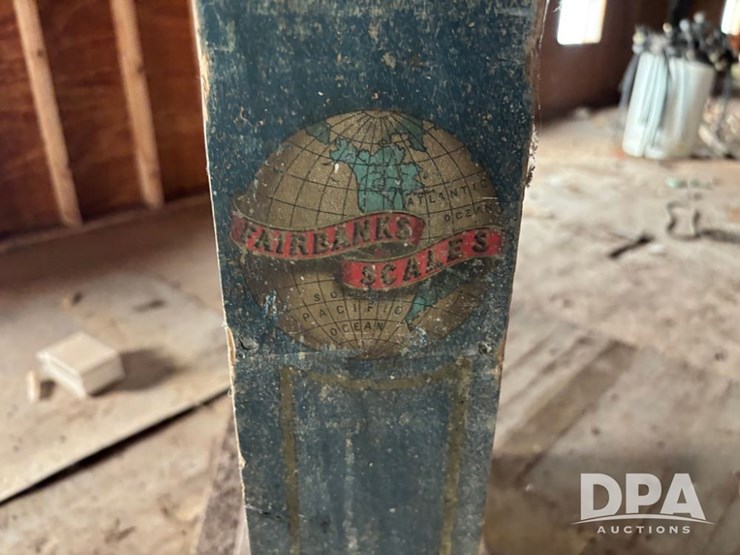 ATLANTIC
OCEAN
FAIRBANKS
SCALES
PACIFIC
OCEAN
DPA
AUCTIONS